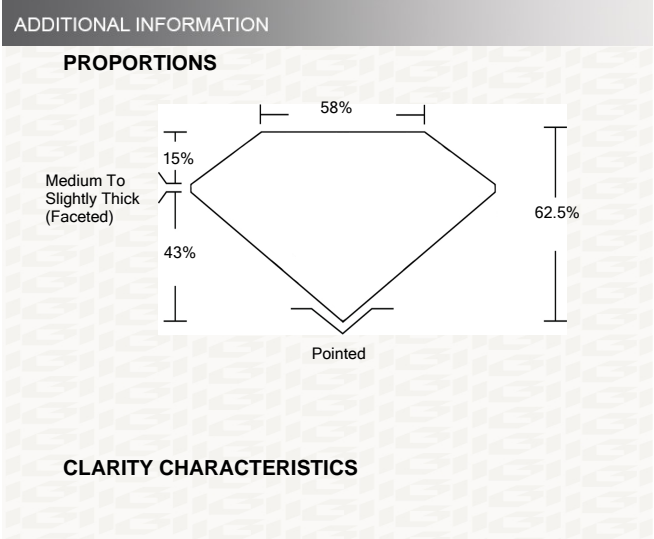 ADDITIONAL INFORMATION
PROPORTIONS
58%
15%
Medium To
Slightly Thick
(Faceted)
62.5%
43%
Pointed
CLARITY CHARACTERISTICS